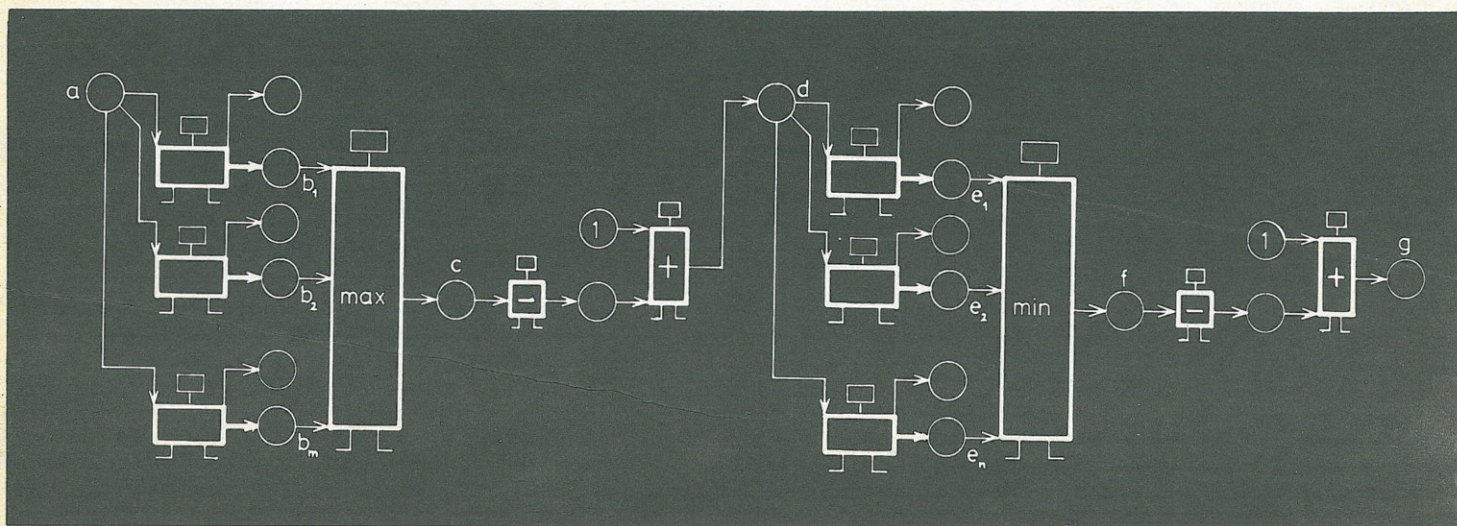 a
b₁
b₂
bₘ
max
c
−
1
+
d
e₁
e₂
eₙ
min
f
−
1
+
g